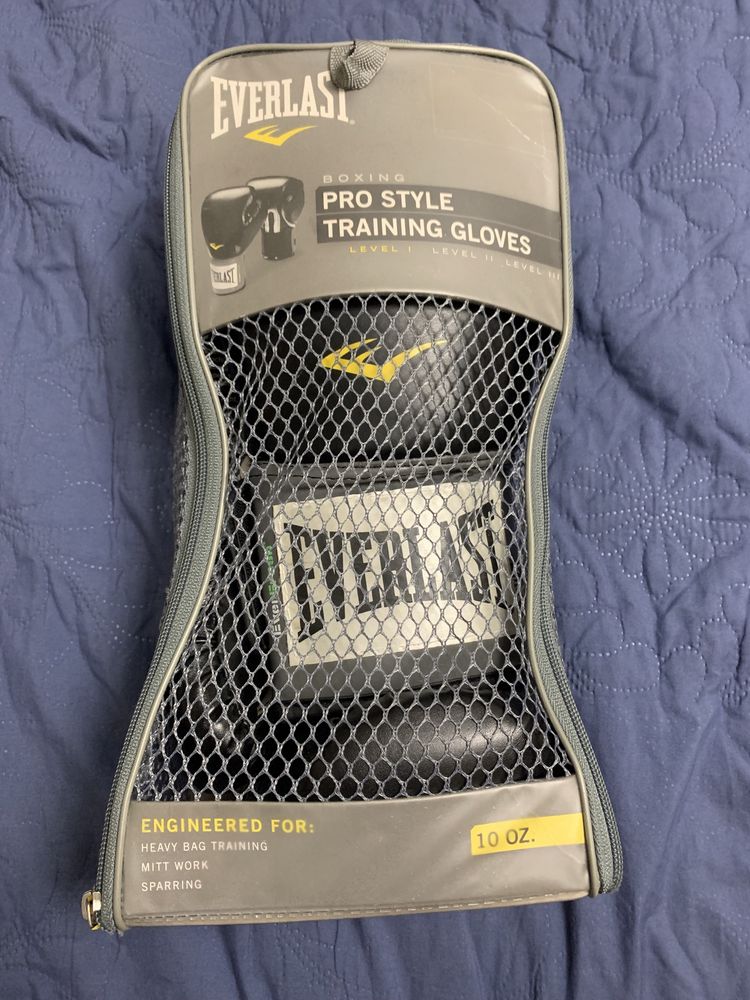 EVERLAST
BOXING
PRO STYLE
TRAINING GLOVES
LEVEL I LEVEL II LEVEL III
EVERLAST
EVERLAST
ENGINEERED FOR:
HEAVY BAG TRAINING
MITT WORK
SPARRING
10 OZ.